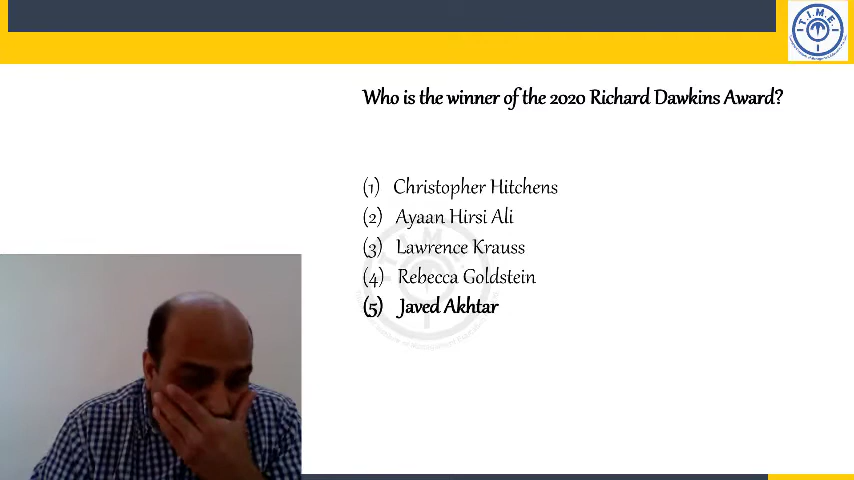 T.I.M.E.
Who is the winner of the 2020 Richard Dawkins Award?
(1) Christopher Hitchens
(2) Ayaan Hirsi Ali
(3) Lawrence Krauss
(4) Rebecca Goldstein
(5) Javed Akhtar